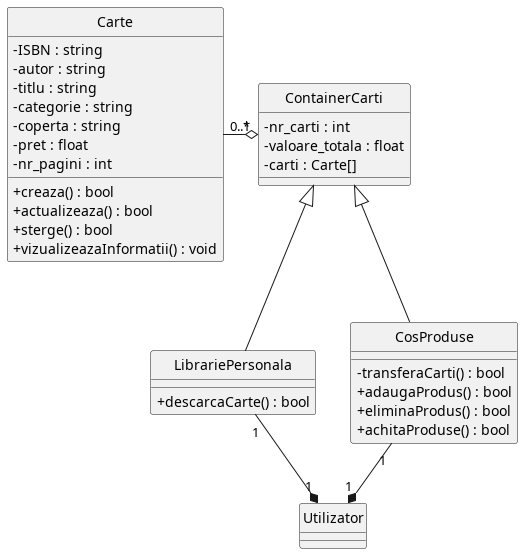 Carte
-ISBN : string
-autor : string
-titlu : string
-categorie : string
-coperta : string
-pret : float
-nr_pagini : int
+creaza() : bool
+actualizeaza() : bool
+sterge() : bool
+vizualizeazaInformatii() : void
0..*
1
ContainerCarti
-nr_carti : int
-valoare_totala : float
-carti : Carte[]
LibrariePersonala
+descarcaCarte() : bool
CosProduse
-transferaCarti() : bool
+adaugaProdus() : bool
+eliminaProdus() : bool
+achitaProduse() : bool
1
1
1
1
Utilizator